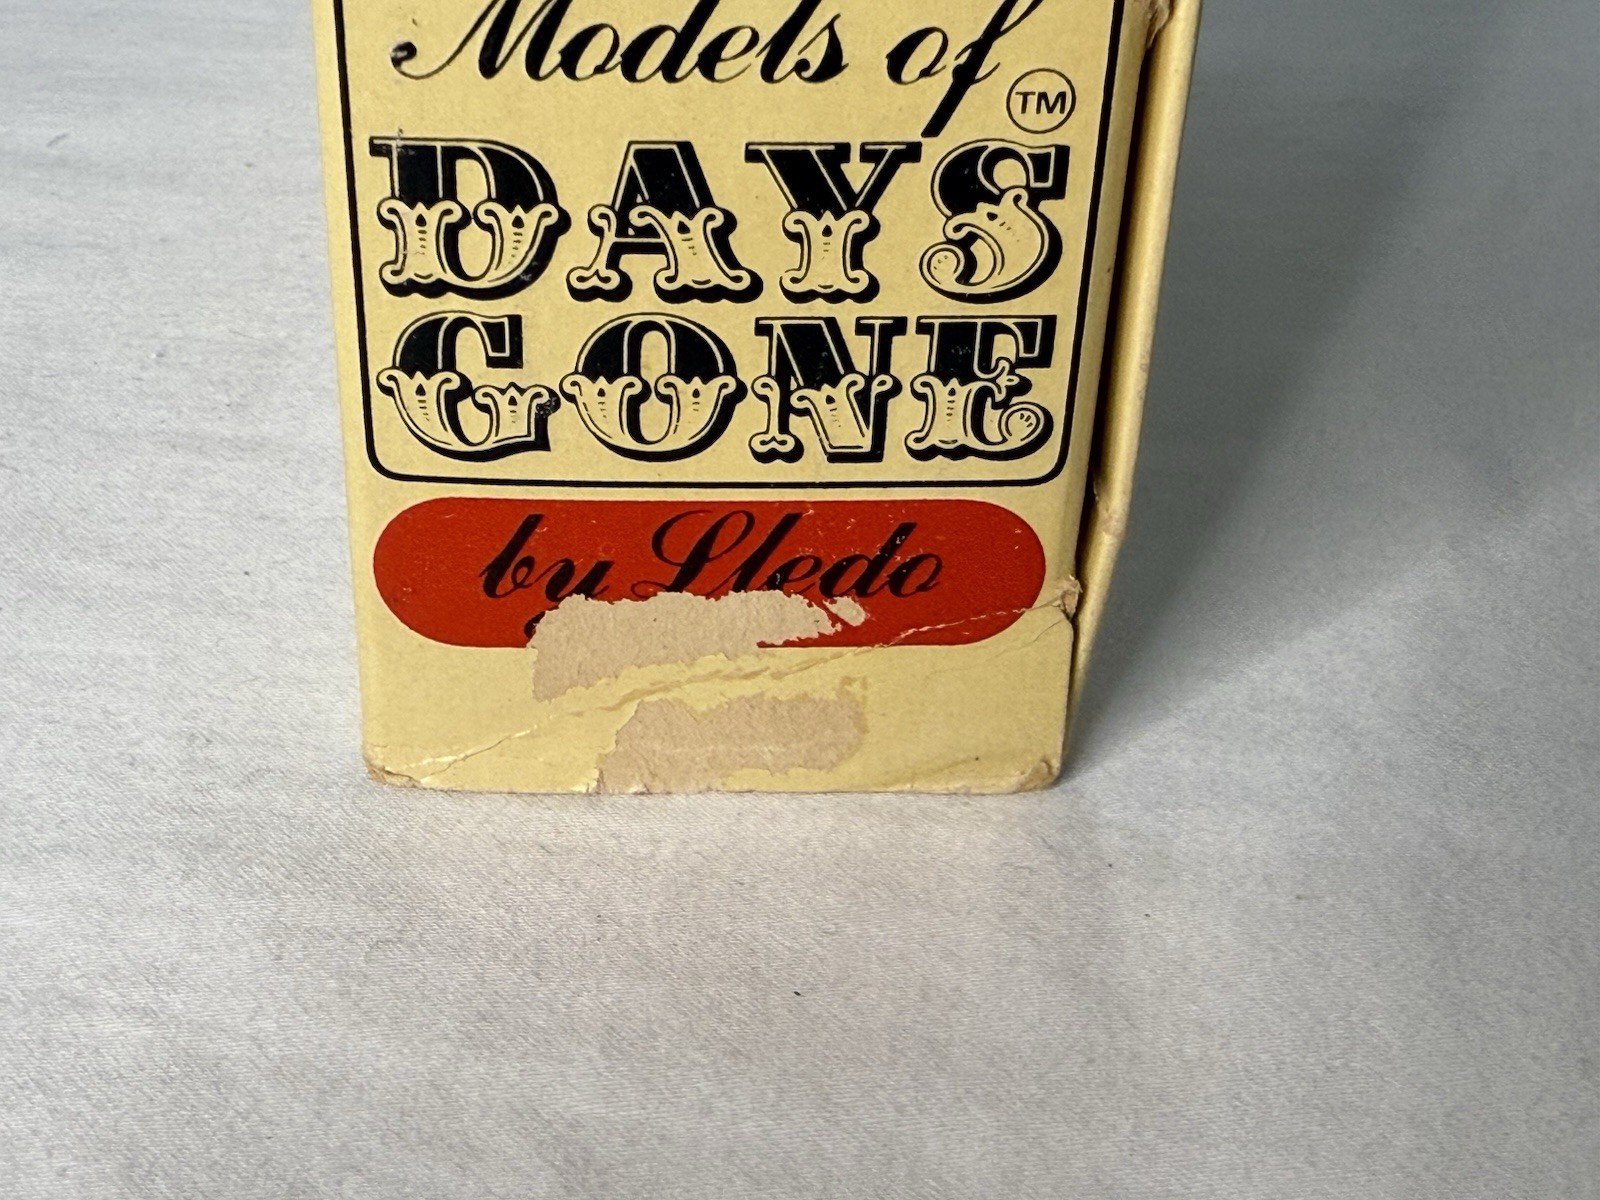 Models of
TM
DAYS
GONE
by Lledo